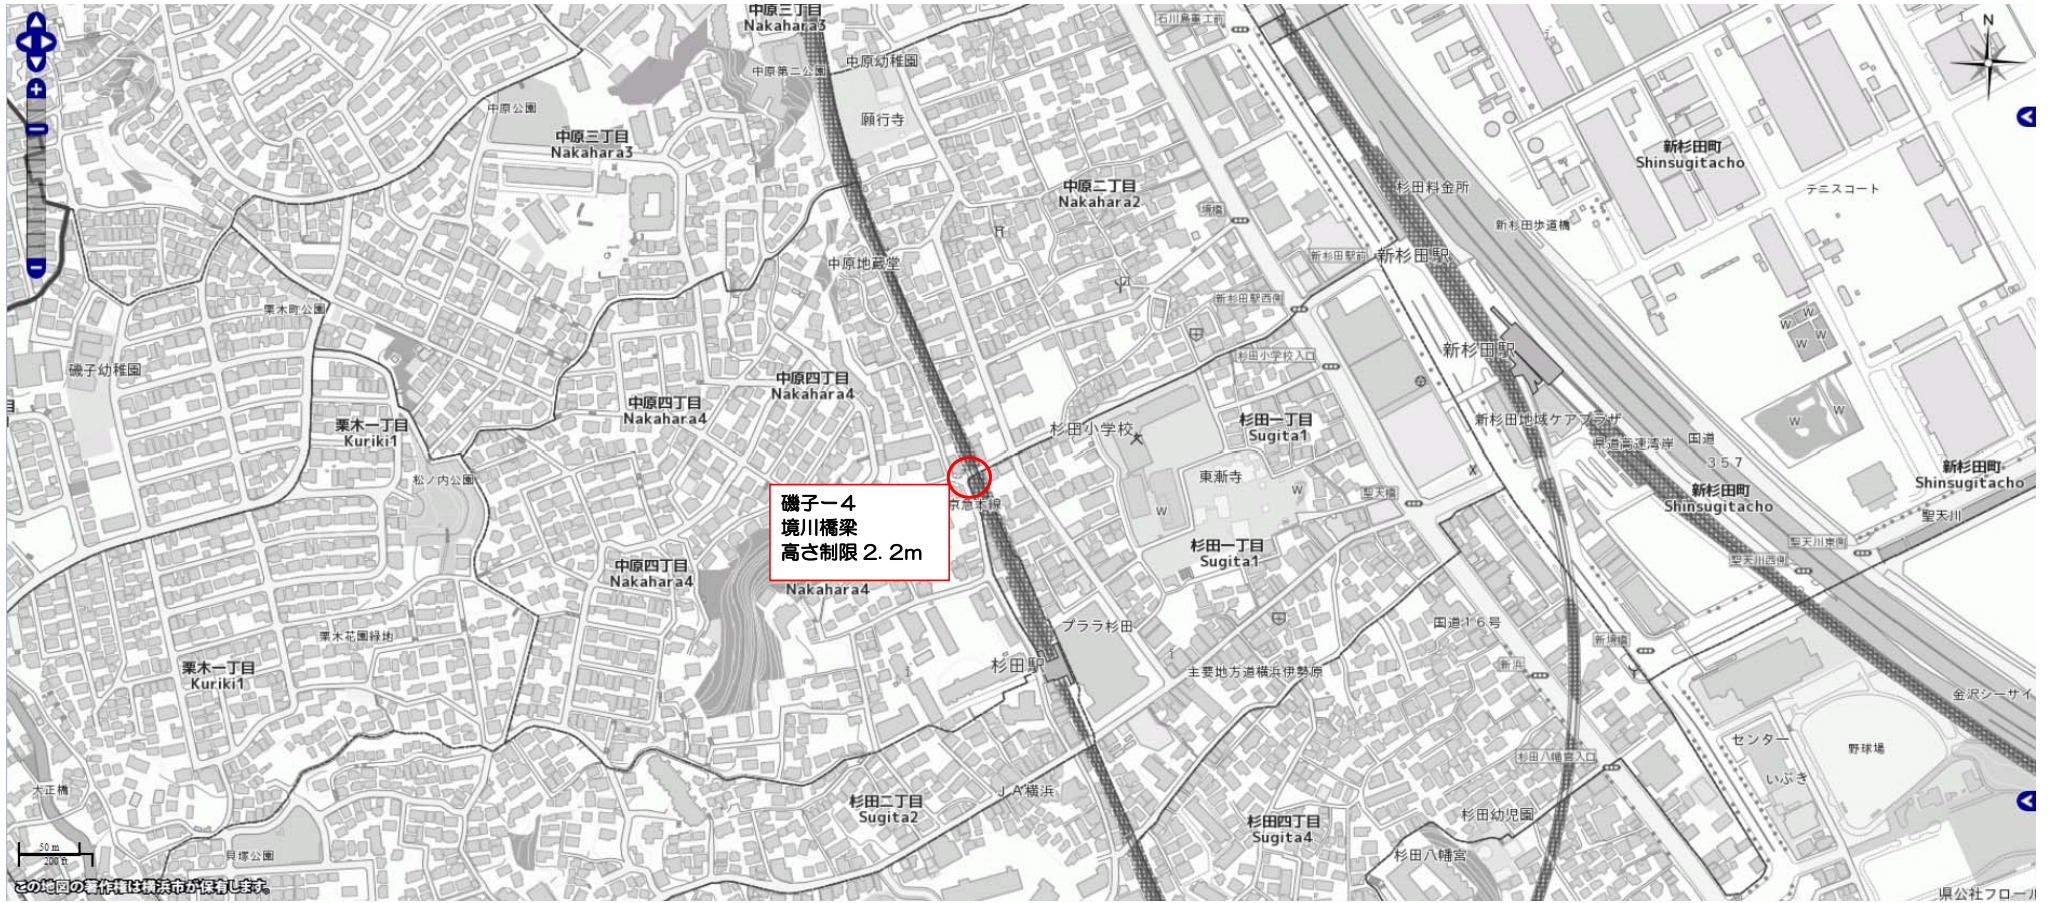 中原三丁目
Nakahara3
石川島重工前
N
中原幼稚園
中原第二公園
中原公園
願行寺
中原三丁目
Nakahara3
新杉田町
Shinsugitacho
中原二丁目
Nakahara2
杉田料金所
テニスコート
境橋
新杉田歩道橋
中原地蔵堂
新杉田駅前
新杉田駅
新杉田駅西側
栗木町公園
W
W
W
W
杉田小学校入口
新杉田駅
磯子幼稚園
中原四丁目
Nakahara4
中原四丁目
Nakahara4
W
W
栗木一丁目
Kuriki1
杉田小学校
杉田一丁目
Sugita1
新杉田地域ケアプラザ
県道高速湾岸
国道
357
松ノ内公園
東漸寺
W
W
聖天橋
新杉田町
Shinsugitacho
新杉田町
Shinsugitacho
聖天川
磯子ー4
境川橋梁
高さ制限 2. 2m
京急本線
杉田一丁目
Sugita1
聖天川東側
聖天川西側
中原四丁目
Nakahara4
Nakahara4
栗木花園緑地
プララ杉田
国道16号
新境橋
杉田駅
主要地方道横浜伊勢原
新浜
栗木一丁目
Kuriki1
金沢シーサイ
センター
野球場
杉田八幡宮入口
いぶき
大正橋
JA横浜
杉田二丁目
Sugita2
杉田四丁目
Sugita4
杉田幼児園
貝塚公園
杉田八幡宮
50 m
200 ft
この地図の著作権は横浜市が保有します。
県公社フロール